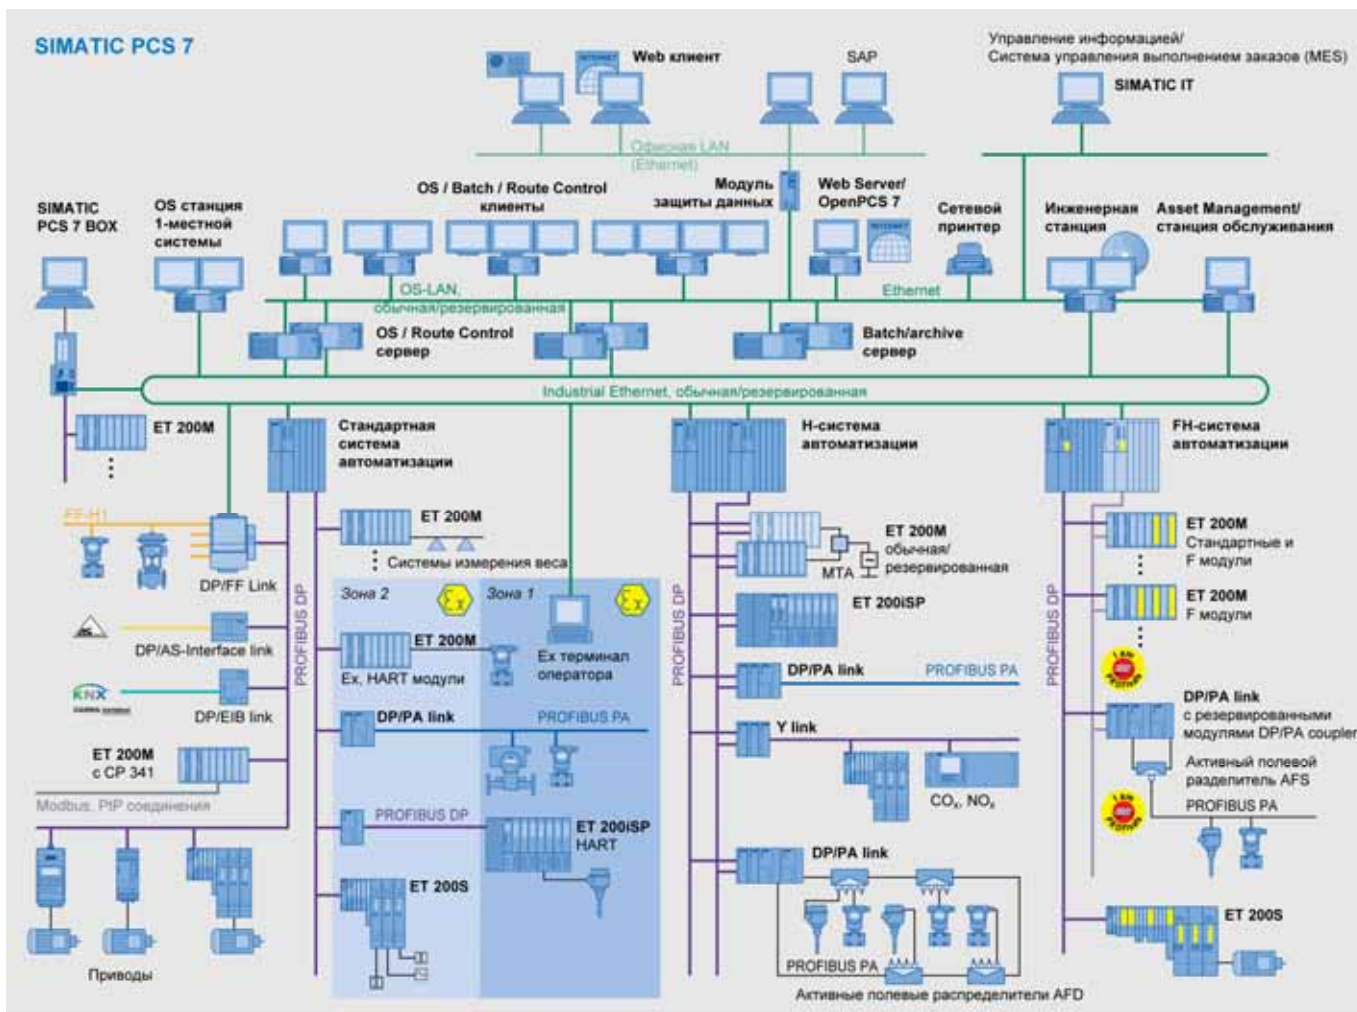 SIMATIC PCS 7
Управление информацией/
Система управления выполнением заказов (MES)
SIMATIC IT
INTERNET
Web клиент
SAP
Офисная LAN
(Ethernet)
SIMATIC
PCS 7 BOX
OS станция
1-местной
системы
OS / Batch / Route Control
клиенты
Модуль
защиты данных
Web Server/
OpenPCS 7
INTERNET
Сетевой
принтер
Инженерная
станция
Asset Management/
станция обслуживания
OS-LAN,
обычная/резервированная
Ethernet
OS / Route Control
сервер
Batch/archive
сервер
Industrial Ethernet, обычная/резервированная
ET 200M
Стандартная
система
автоматизации
H-система
автоматизации
FH-система
автоматизации
FF-H1
DP/FF Link
DP/AS-Interface link
KNX
DP/EIB link
ET 200M
с CP 341
Modbus, PtP соединения
Приводы
PROFIBUS DP
ET 200M
Системы измерения веса
Зона 2
Зона 1
Ex
Ex
ET 200M
Ex, HART модули
Ex терминал
оператора
DP/PA link
PROFIBUS PA
PROFIBUS DP
ET 200iSP
HART
ET 200S
PROFIBUS DP
ET 200M
обычная/
резервированная
MTA
ET 200iSP
DP/PA link
PROFIBUS PA
Y link
COx, NOx
DP/PA link
PROFIBUS PA
Активные полевые распределители AFD
PROFIBUS DP
ET 200M
Стандартные и
F модули
ET 200M
F модули
DP/PA link
с резервированными
модулями DP/PA coupler
Активный полевой
разделитель AFS
PROFIBUS PA
ET 200S